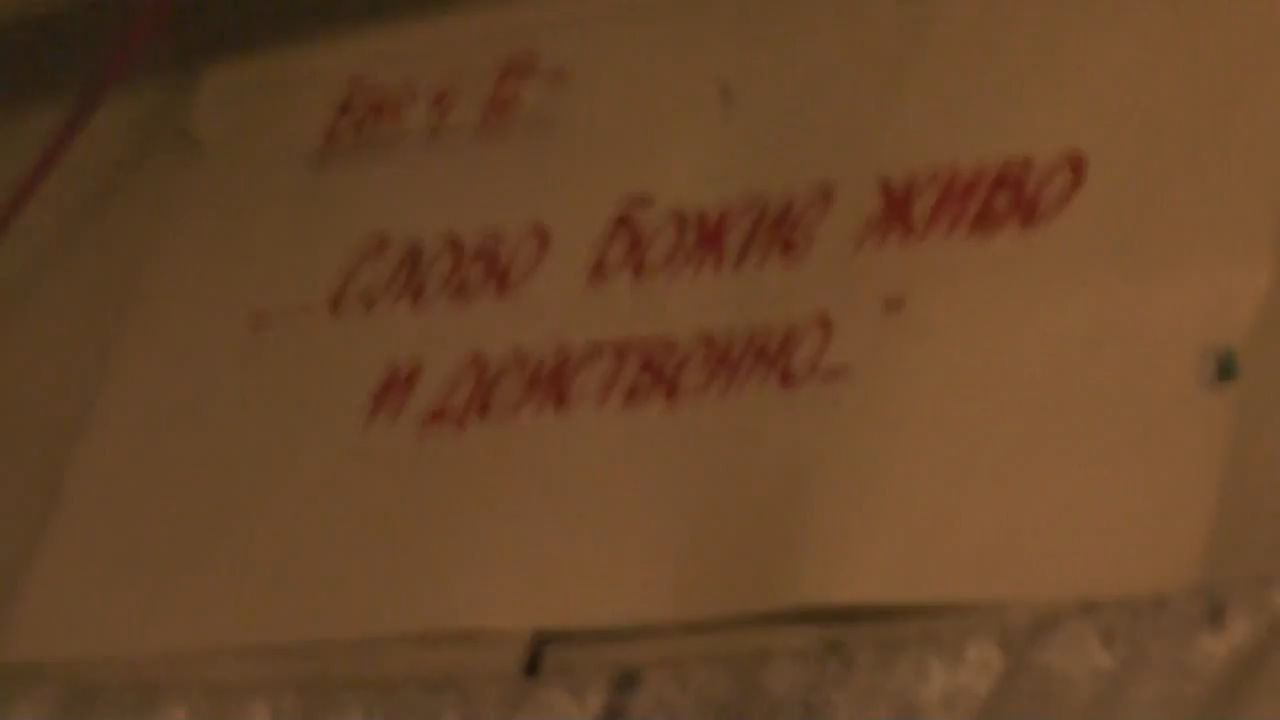 „Слово Божие живо
и действенно..."